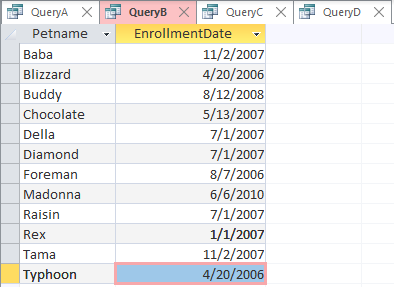 QueryA QueryB QueryC QueryD
Petname EnrollmentDate
Baba 11/2/2007
Blizzard 4/20/2006
Buddy 8/12/2008
Chocolate 5/13/2007
Della 7/1/2007
Diamond 7/1/2007
Foreman 8/7/2006
Madonna 6/6/2010
Raisin 7/1/2007
Rex 1/1/2007
Tama 11/2/2007
Typhoon 4/20/2006